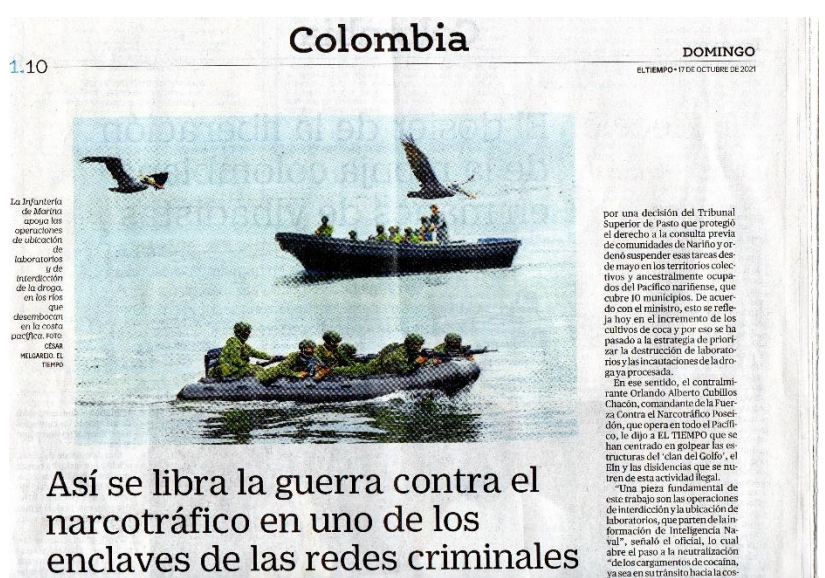 Colombia
DOMINGO
1.10
ELTIEMPO • 17 DE OCTUBRE DE 2021
La Infantería
de Marina
apoya las
operaciones
de ubicación
de
laboratorios
y de
interdicción
de la droga,
en los ríos
que
desembocan
en la costa
pacífica. FOTO:
CÉSAR
MELGAREJO. EL
TIEMPO
Así se libra la guerra contra el
narcotráfico en uno de los
enclaves de las redes criminales
por una decisión del Tribunal
Superior de Pasto que protegió
el derecho a la consulta previa
de comunidades de Nariño y or-
denó suspender esas tareas des-
de mayo en los territorios colec-
tivos y ancestralmente ocupa-
dos del Pacífico nariñense, que
cubre 10 municipios. De acuer-
do con el ministro, esto se refle-
ja hoy en el incremento de los
cultivos de coca y por eso se ha
pasado a la estrategia de priori-
zar la destrucción de laborato-
rios y las incautaciones de la dro-
ga ya procesada.
En ese sentido, el contralmi-
rante Orlando Alberto Cubillos
Chacón, comandante de la Fuer-
za Contra el Narcotráfico Posei-
dón, que opera en todo el Pacífi-
co, le dijo a EL TIEMPO que se
han centrado en golpear las es-
tructuras del 'clan del Golfo', el
Eln y las disidencias que se nu-
tren de esta actividad ilegal.
"Una pieza fundamental de
este trabajo son las operaciones
de interdicción y la ubicación de
laboratorios, que parten de la in-
formación de Inteligencia Na-
val", señaló el oficial, lo cual
abre el paso a la neutralización
"de los cargamentos de cocaína,
ya sea en su tránsito hacia la cos-